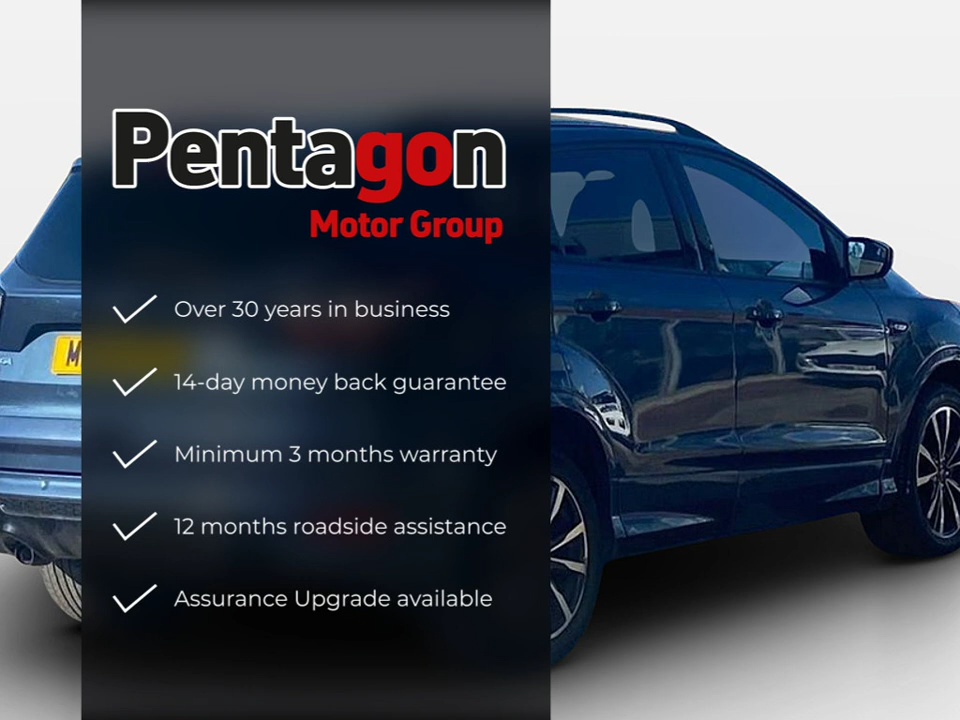 Pentagon
Motor Group
Over 30 years in business
14-day money back guarantee
Minimum 3 months warranty
12 months roadside assistance
Assurance Upgrade available
M